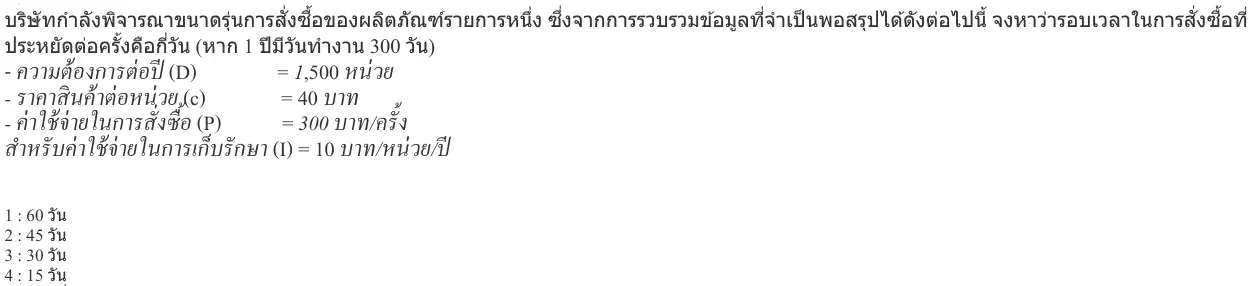 บริษัทกำลังพิจารณาขนาดรุ่นการสั่งซื้อของผลิตภัณฑ์รายการหนึ่ง ซึ่งจากการรวบรวมข้อมูลที่จำเป็นพอสรุปได้ดังต่อไปนี้ จงหาว่ารอบเวลาในการสั่งซื้อที่
ประหยัดต่อครั้งคือกี่วัน (หาก 1 ปีมีวันทำงาน 300 วัน)
- ความต้องการต่อปี (D) = 1,500 หน่วย
- ราคาสินค้าต่อหน่วย (c) = 40 บาท
- ค่าใช้จ่ายในการสั่งซื้อ (P) = 300 บาท/ครั้ง
สำหรับค่าใช้จ่ายในการเก็บรักษา (I) = 10 บาท/หน่วย/ปี
1 : 60 วัน
2 : 45 วัน
3 : 30 วัน
4 : 15 วัน